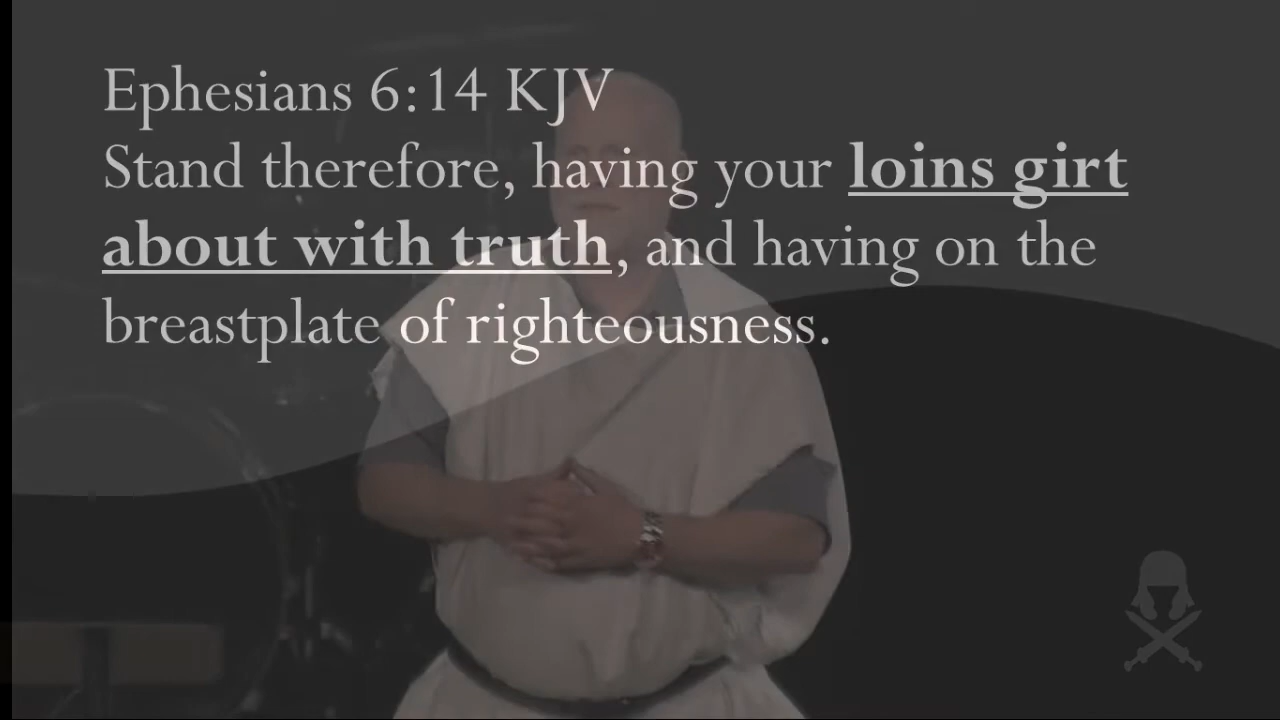 Ephesians 6:14 KJV
Stand therefore, having your loins girt
about with truth, and having on the
breastplate of righteousness.